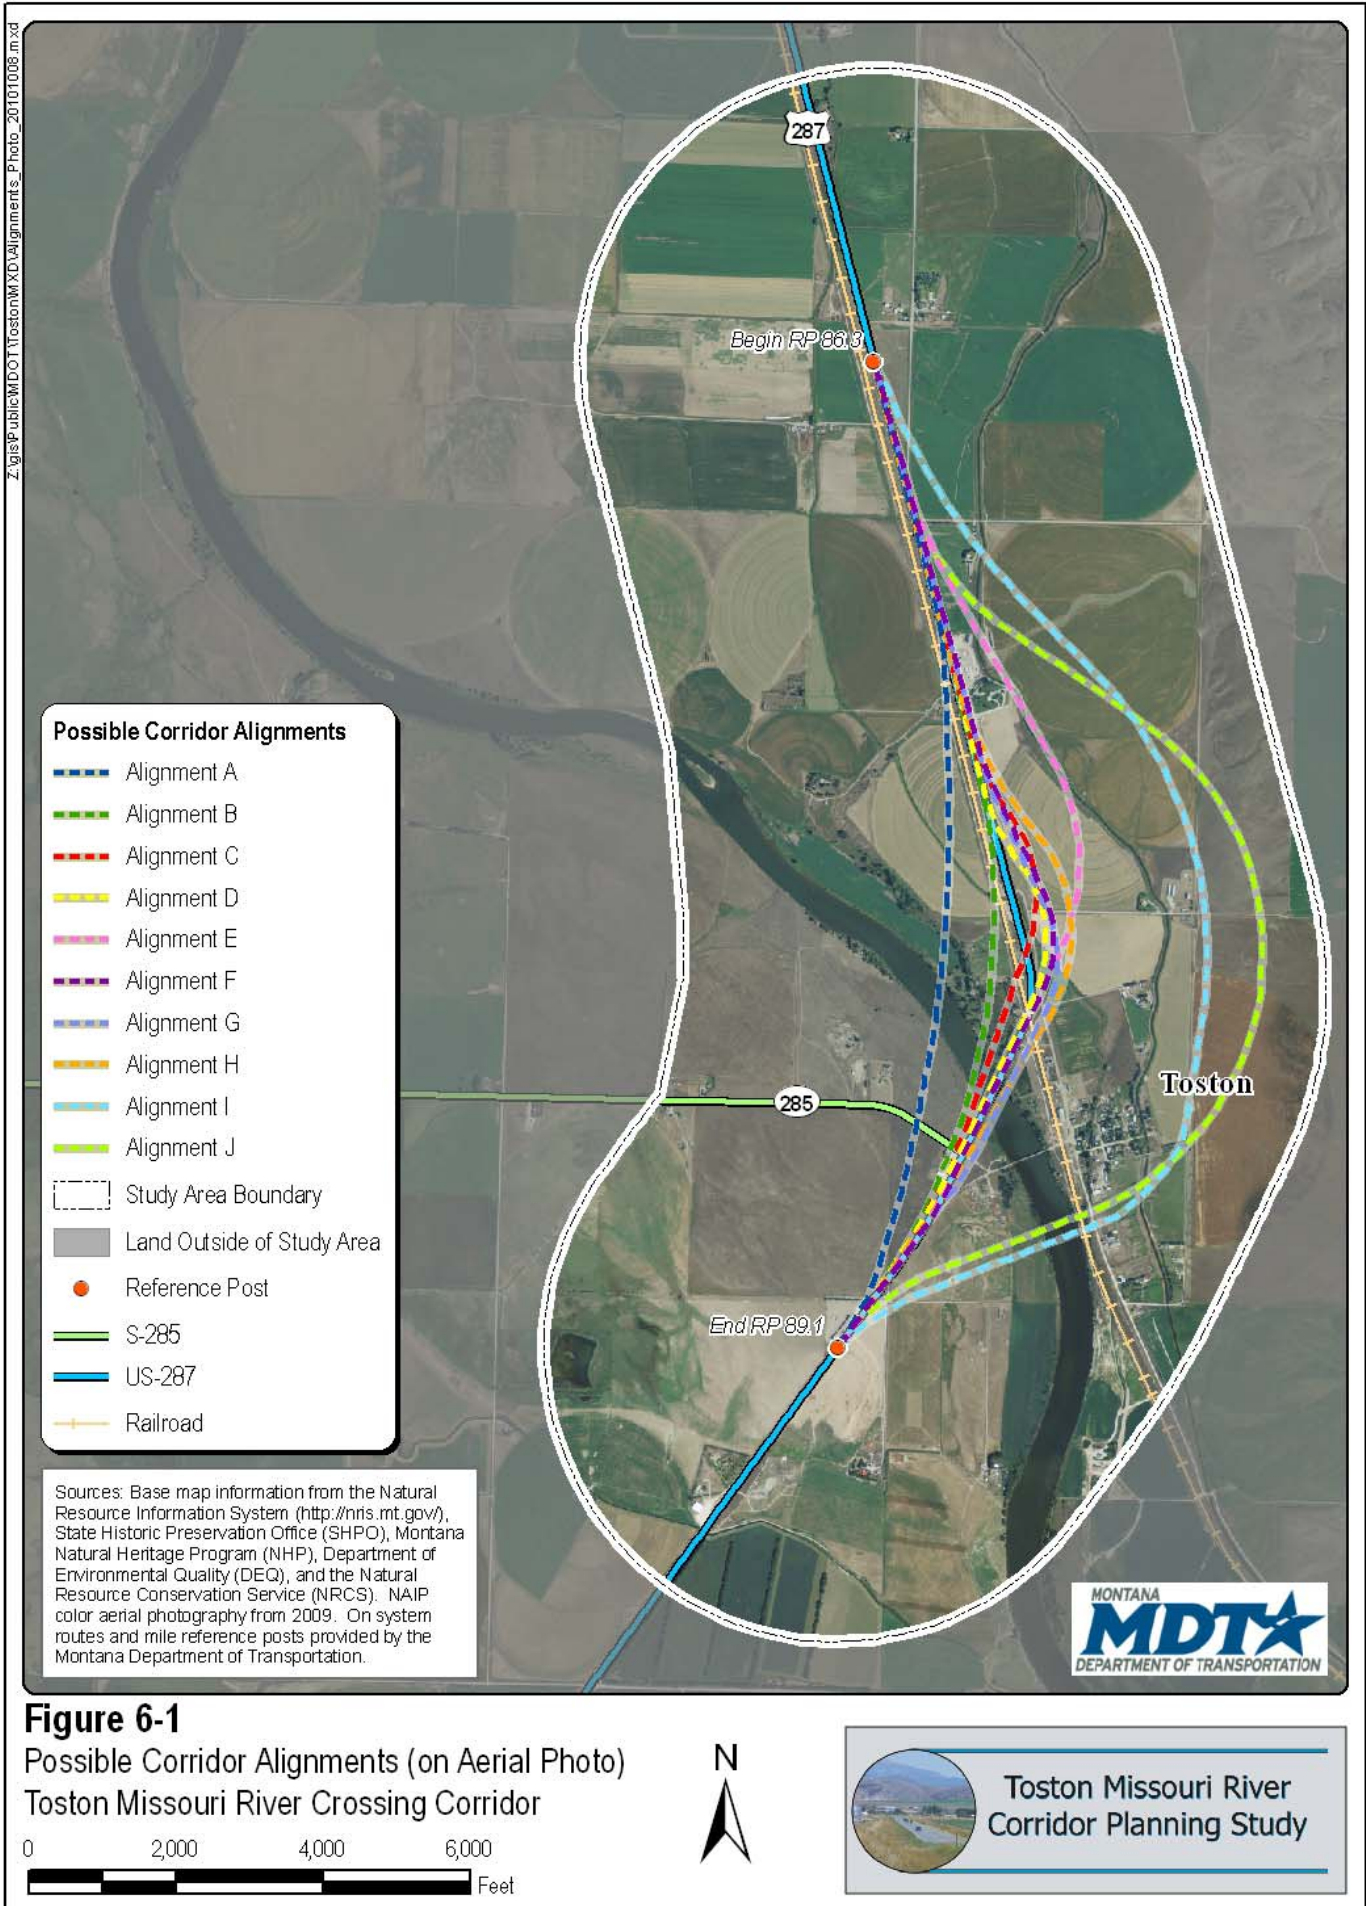 Z:\gis\Public\MDOT\Toston\MXD\Alignments_Photo_20101008.mxd
287
Begin RP 86.3
Possible Corridor Alignments
Alignment A
Alignment B
Alignment C
Alignment D
Alignment E
Alignment F
Alignment G
Alignment H
Alignment I
Alignment J
Study Area Boundary
Land Outside of Study Area
Reference Post
S-285
US-287
Railroad
285
Toston
End RP 89.1
Sources: Base map information from the Natural
Resource Information System (http://nris.mt.gov/),
State Historic Preservation Office (SHPO), Montana
Natural Heritage Program (NHP), Department of
Environmental Quality (DEQ), and the Natural
Resource Conservation Service (NRCS). NAIP
color aerial photography from 2009. On system
routes and mile reference posts provided by the
Montana Department of Transportation.
MONTANA
MDT
DEPARTMENT OF TRANSPORTATION
Figure 6-1
Possible Corridor Alignments (on Aerial Photo)
Toston Missouri River Crossing Corridor
0 2,000 4,000 6,000
Feet
N
Toston Missouri River
Corridor Planning Study